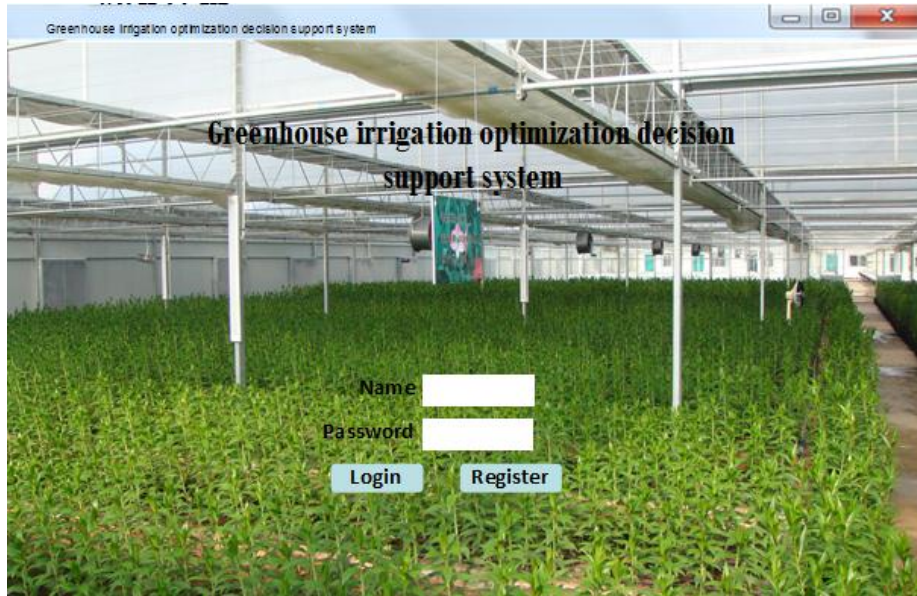 Greenhouse irrigation optimization decision support system
Greenhouse irrigation optimization decision
support system
Name
Password
Login
Register